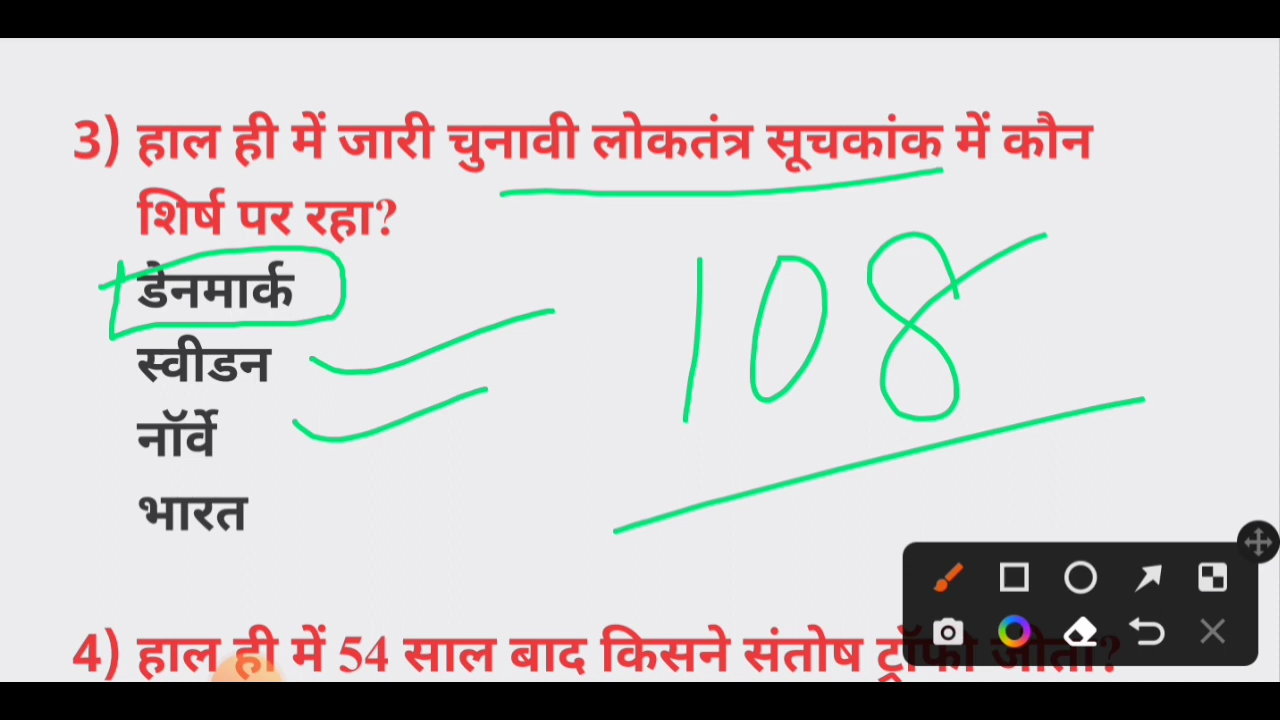 3) हाल ही में जारी चुनावी लोकतंत्र सूचकांक में कौन
शिर्ष पर रहा?
डेनमार्क
स्वीडन
नॉर्वे
भारत
108
4) हाल ही में 54 साल बाद किसने संतोष ट्रॉफी जीता?